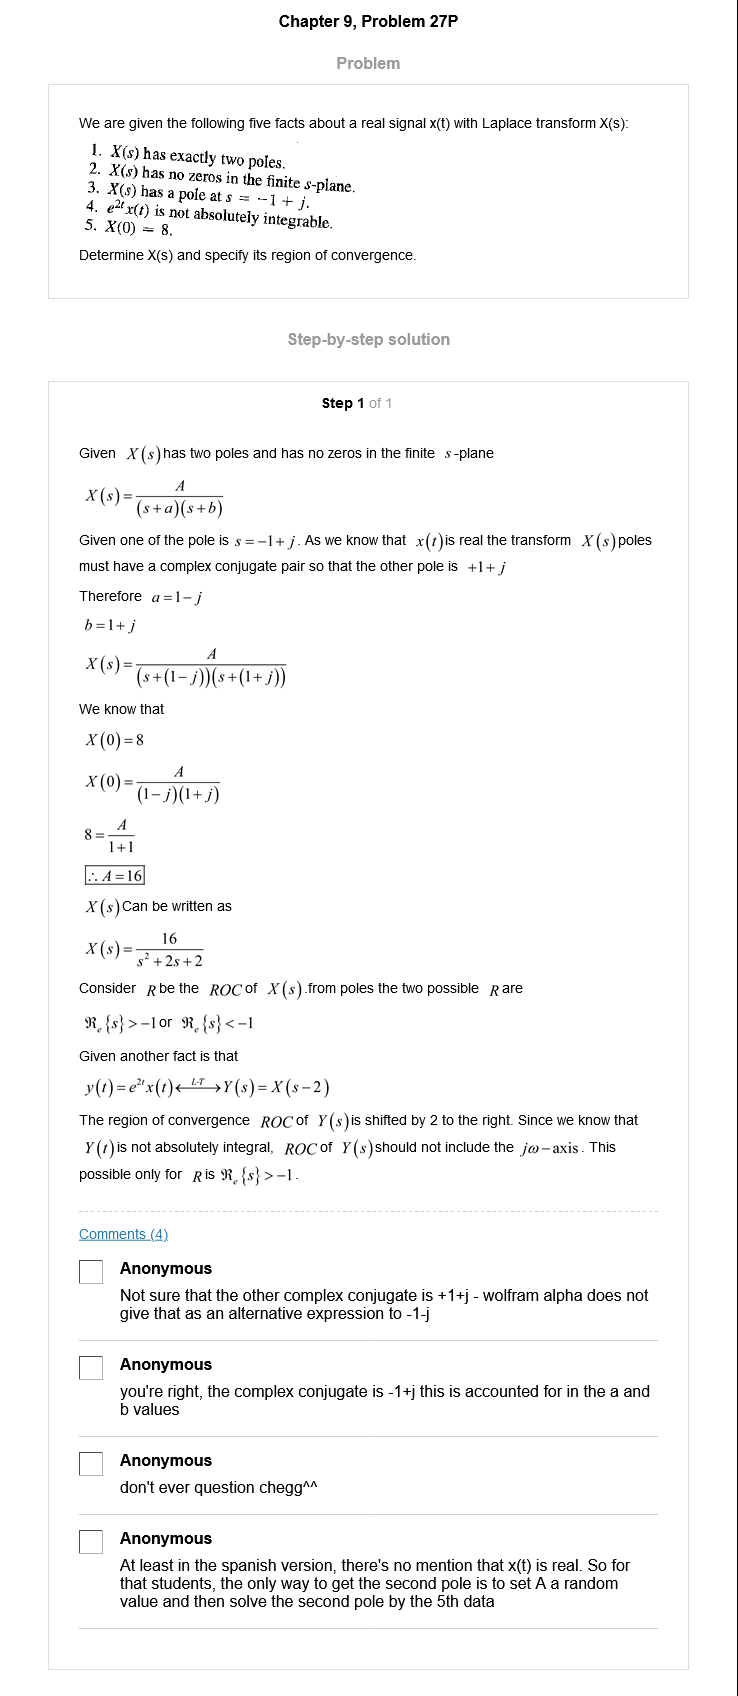 Chapter 9, Problem 27P
Problem
We are given the following five facts about a real signal x(t) with Laplace transform X(s):
1. X(s) has exactly two poles.
2. X(s) has no zeros in the finite s-plane.
3. X(s) has a pole at s = -1 + j.
4. e^{2t}x(t) is not absolutely integrable.
5. X(0) = 8.
Determine X(s) and specify its region of convergence.
Step-by-step solution
Step 1 of 1
Given X(s) has two poles and has no zeros in the finite s-plane
X(s) = A/((s+a)(s+b))
Given one of the pole is s = -1+j. As we know that x(t) is real the transform X(s) poles
must have a complex conjugate pair so that the other pole is +1+j
Therefore a = 1-j
b = 1+j
X(s) = A/((s+(1-j))(s+(1+j)))
We know that
X(0) = 8
X(0) = A/((1-j)(1+j))
8 = A/(1+1)
∴ A = 16
X(s) Can be written as
X(s) = 16/(s²+2s+2)
Consider R be the ROC of X(s).from poles the two possible R are
ℜₑ{s} > -1 or ℜₑ{s} < -1
Given another fact is that
y(t) = e^{2t}x(t) ←L.T→ Y(s) = X(s-2)
The region of convergence ROC of Y(s) is shifted by 2 to the right. Since we know that
Y(t) is not absolutely integral, ROC of Y(s) should not include the jω-axis. This
possible only for R is ℜₑ{s} > -1.
Comments (4)
Anonymous
Not sure that the other complex conjugate is +1+j - wolfram alpha does not
give that as an alternative expression to -1-j
Anonymous
you're right, the complex conjugate is -1+j this is accounted for in the a and
b values
Anonymous
don't ever question chegg^^
Anonymous
At least in the spanish version, there's no mention that x(t) is real. So for
that students, the only way to get the second pole is to set A a random
value and then solve the second pole by the 5th data